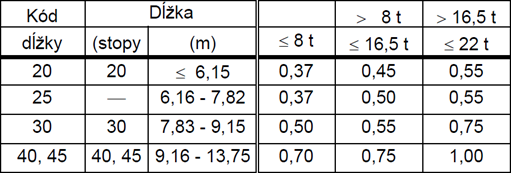 Kód Dĺžka > 8 t > 16,5 t
dĺžky (stopy (m) ≤ 8 t ≤ 16,5 t ≤ 22 t
20 20 ≤ 6,15 0,37 0,45 0,55
25 — 6,16 - 7,82 0,37 0,50 0,55
30 30 7,83 - 9,15 0,50 0,55 0,75
40, 45 40, 45 9,16 - 13,75 0,70 0,75 1,00